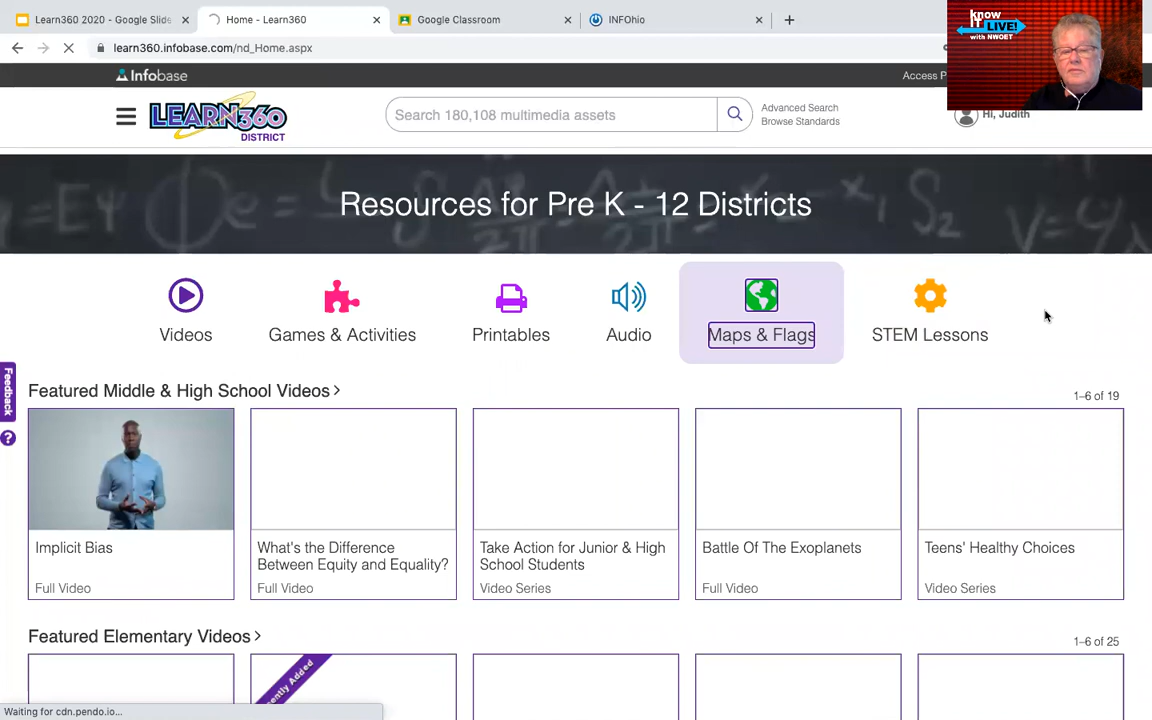 Learn360 2020 - Google Slide
Home - Learn360
Google Classroom
INFOhio
learn360.infobase.com/nd_Home.aspx
know
IT LIVE!
with NWOET
Infobase
Access P
LEARN360
DISTRICT
Search 180,108 multimedia assets
Advanced Search
Browse Standards
Hi, Judith
Resources for Pre K - 12 Districts
Videos
Games & Activities
Printables
Audio
Maps & Flags
STEM Lessons
Feedback
?
Featured Middle & High School Videos >
1–6 of 19
Implicit Bias
Full Video
What's the Difference
Between Equity and Equality?
Full Video
Take Action for Junior & High
School Students
Video Series
Battle Of The Exoplanets
Full Video
Teens' Healthy Choices
Video Series
Featured Elementary Videos >
1–6 of 25
ently Added
Waiting for cdn.pendo.io...